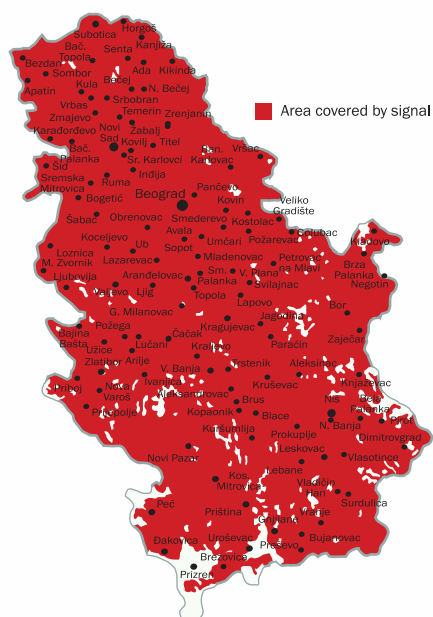 Horgoš
Subotica
Kanjiža
Bač.
Topola
Senta
Bezdan
Sombor
Ada
Kikinda
Kula
Bečej
Apatin
N. Bečej
Vrbas
Srbobran
Temerin
Zmajevo
Zrenjanin
Novi
Sad
Žabalj
Karađorđevo
Kovilj
Titel
Bač.
Palanka
Ban.
Karlovac
Vršac
Sr. Karlovci
Šid
Inđija
Sremska
Mitrovica
Ruma
Pančevo
Beograd
Bogetić
Kovin
Veliko
Gradište
Šabac
Obrenovac
Smederevo
Kostolac
Golubac
Avala
Umčari
Požarevac
Kladovo
Koceljevo
Ub
Sopot
Loznica
Lazarevac
Mladenovac
Petrovac
na Mlavi
Brza
Palanka
M. Zvornik
Aranđelovac
Sm.
Palanka
V. Plana
Negotin
Ljubovija
Svilajnac
Valjevo
Ljig
Topola
Lapovo
G. Milanovac
Bor
Jagodina
Požega
Kragujevac
Bajina
Bašta
Čačak
Zaječar
Lučani
Paraćin
Užice
Kraljevo
Zlatibor
Arilje
Trstenik
Aleksinac
V. Banja
Priboj
Ivanjica
Kruševac
Knjaževac
Nova
Varoš
Aleksandrovac
Niš
Bela
Palanka
Brus
Prijepolje
Kopaonik
Blace
N. Banja
Pirot
Kuršumlija
Prokuplje
Dimitrovgrad
Leskovac
Novi Pazar
Lebane
Vlasotince
Kos.
Mitrovica
Vladičin
Han
Surdulica
Peć
Priština
Vranje
Gnjilane
Đakovica
Uroševac
Preševo
Bujanovac
Brezovica
Prizren
Area covered by signal